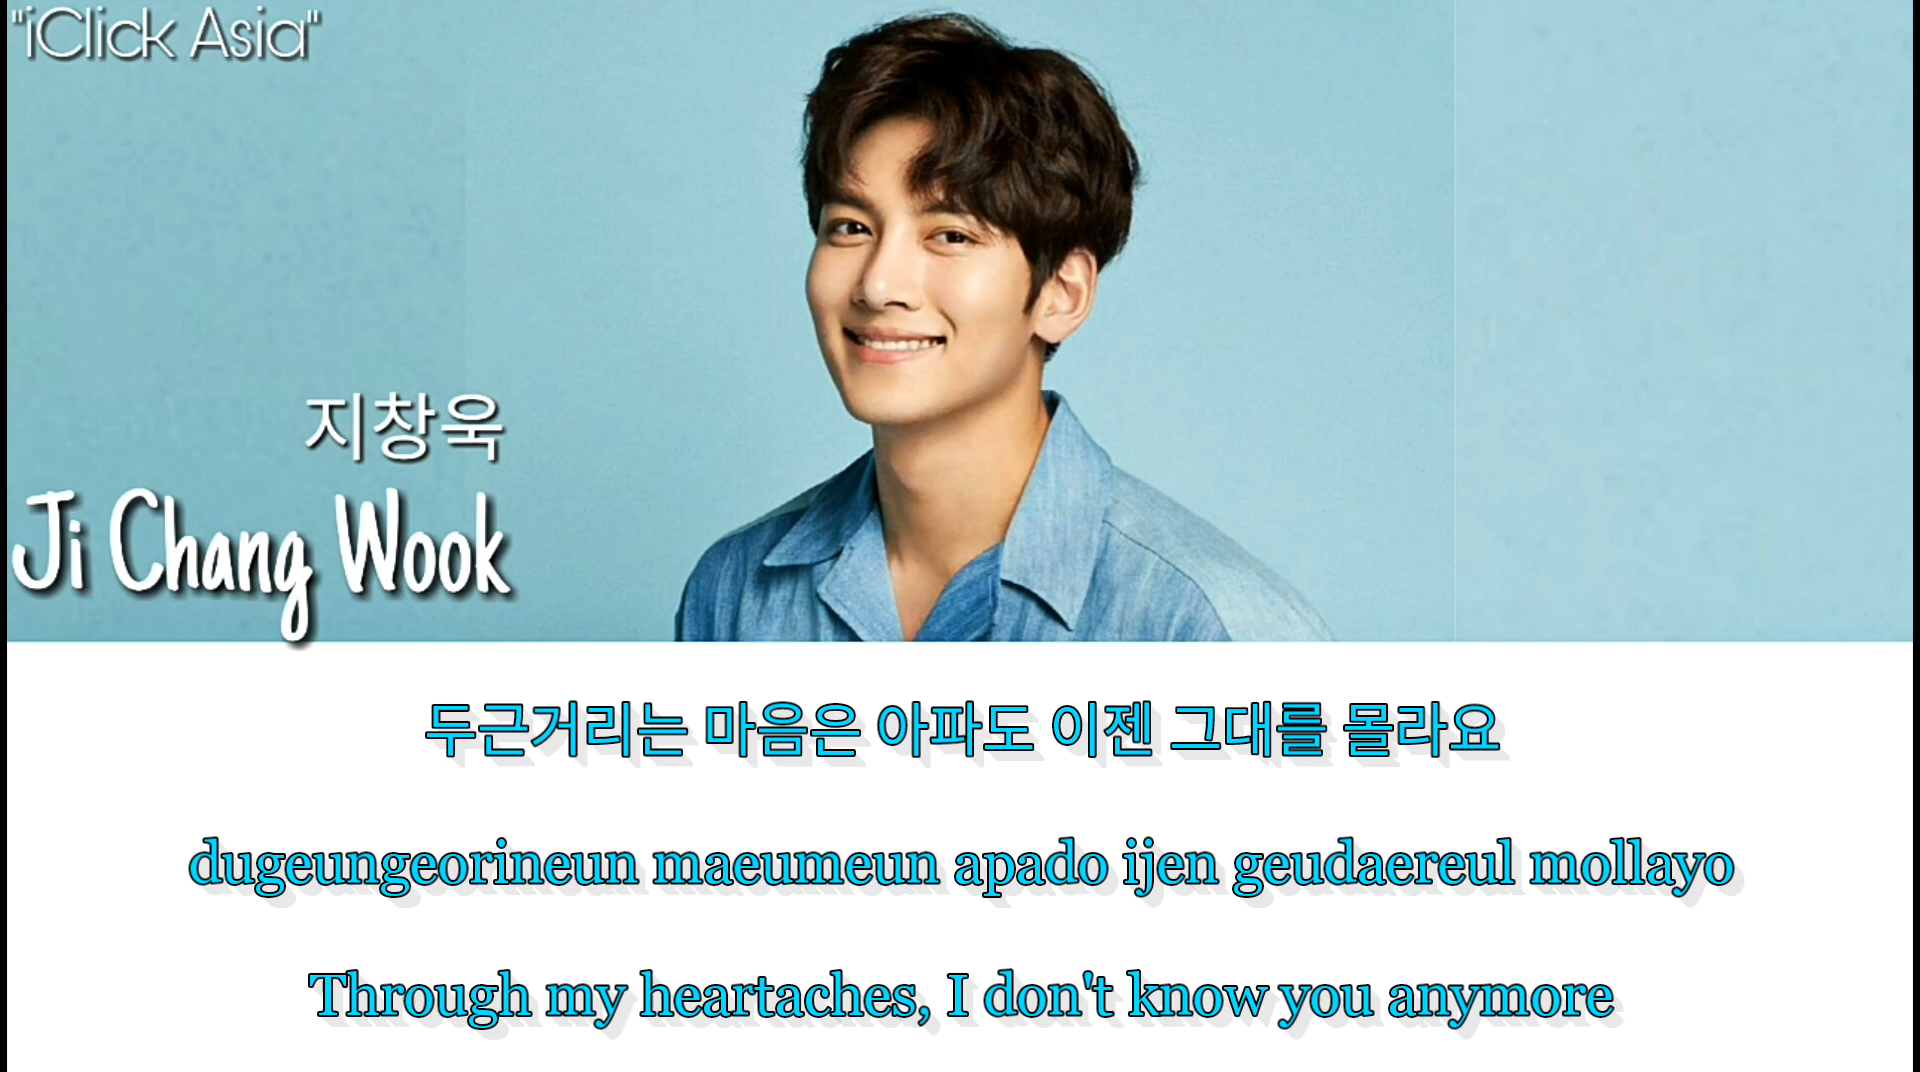 "iClick Asia"
지창욱
Ji Chang Wook
두근거리는 마음은 아파도 이젠 그대를 몰라요
dugeungeorineun maeumeun apado ijen geudaereul mollayo
Through my heartaches, I don't know you anymore